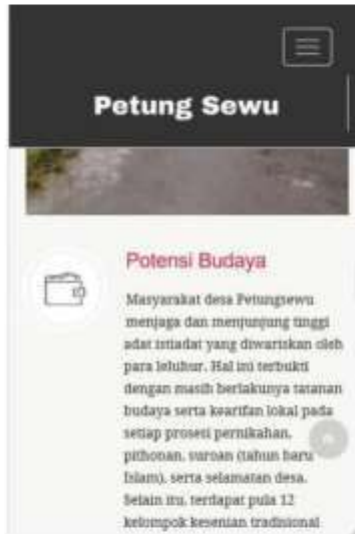 Petung Sewu
Potensi Budaya
Masyarakat desa Petungsewu
menjaga dan menjunjung tinggi
adat istiadat yang diwariskan oleh
para leluhur. Hal ini terbukti
dengan masih berlakunya tatanan
budaya serta kearifan lokal pada
setiap prosesi pernikahan,
pithonan, suroan (tahun baru
Islam), serta selamatan desa.
Selain itu, terdapat pula 12
kelompok kesenian tradisional